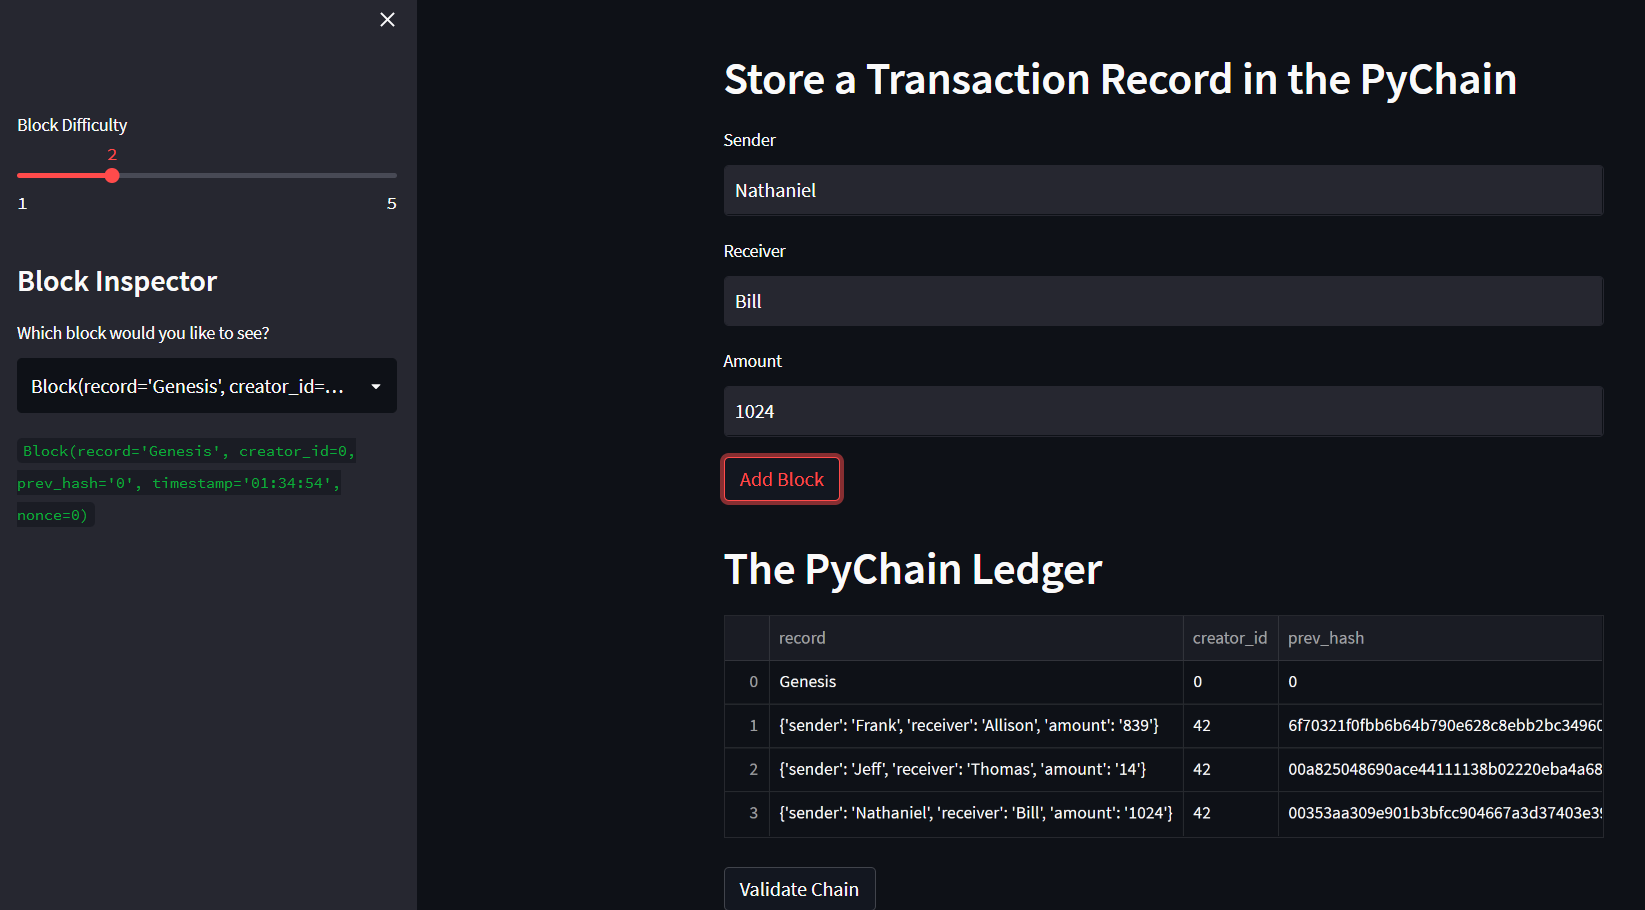 Block Difficulty
2
1 5
Block Inspector
Which block would you like to see?
Block(record='Genesis', creator_id=...
Block(record='Genesis', creator_id=0,
prev_hash='0', timestamp='01:34:54',
nonce=0)
Store a Transaction Record in the PyChain
Sender
Nathaniel
Receiver
Bill
Amount
1024
Add Block
The PyChain Ledger
record creator_id prev_hash
0 Genesis 0 0
1 {'sender': 'Frank', 'receiver': 'Allison', 'amount': '839'} 42 6f70321f0fbb6b64b790e628c8ebb2bc34960
2 {'sender': 'Jeff', 'receiver': 'Thomas', 'amount': '14'} 42 00a825048690ace44111138b02220eba4a68
3 {'sender': 'Nathaniel', 'receiver': 'Bill', 'amount': '1024'} 42 00353aa309e901b3bfcc904667a3d37403e39
Validate Chain